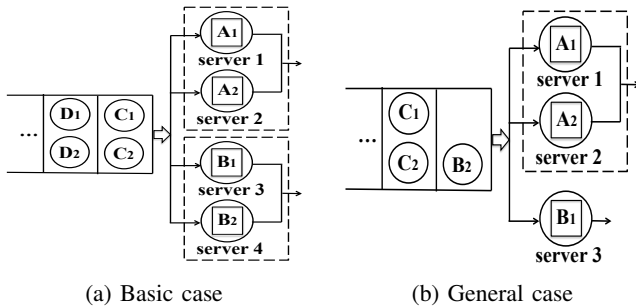 A1
server 1
A2
server 2
... D1 C1
D2 C2
B1
server 3
B2
server 4
(a) Basic case
A1
server 1
A2
server 2
... C1
C2 B2
B1
server 3
(b) General case